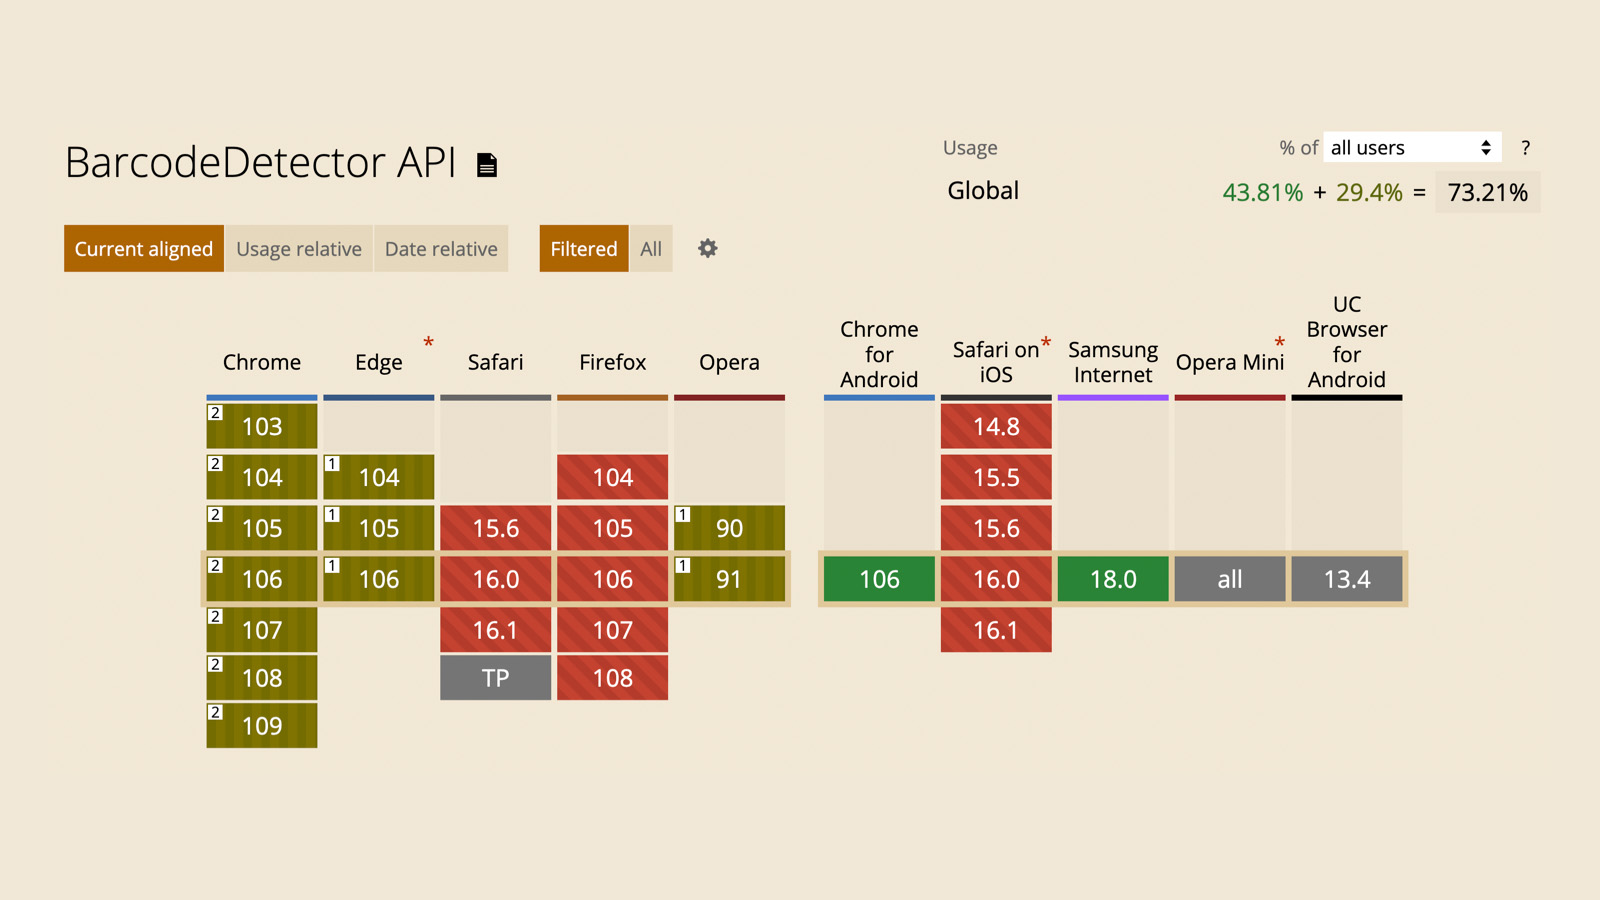 BarcodeDetector API
Usage % of all users ?
Global 43.81% + 29.4% = 73.21%
Current aligned Usage relative Date relative Filtered All
Chrome
Edge *
Safari
Firefox
Opera
Chrome
for
Android
Safari on *
iOS
Samsung
Internet
Opera Mini *
UC
Browser
for
Android
2 103 14.8
2 104 1 104 104 15.5
2 105 1 105 15.6 105 1 90 15.6
2 106 1 106 16.0 106 1 91 106 16.0 18.0 all 13.4
2 107 16.1 107 16.1
2 108 TP 108
2 109